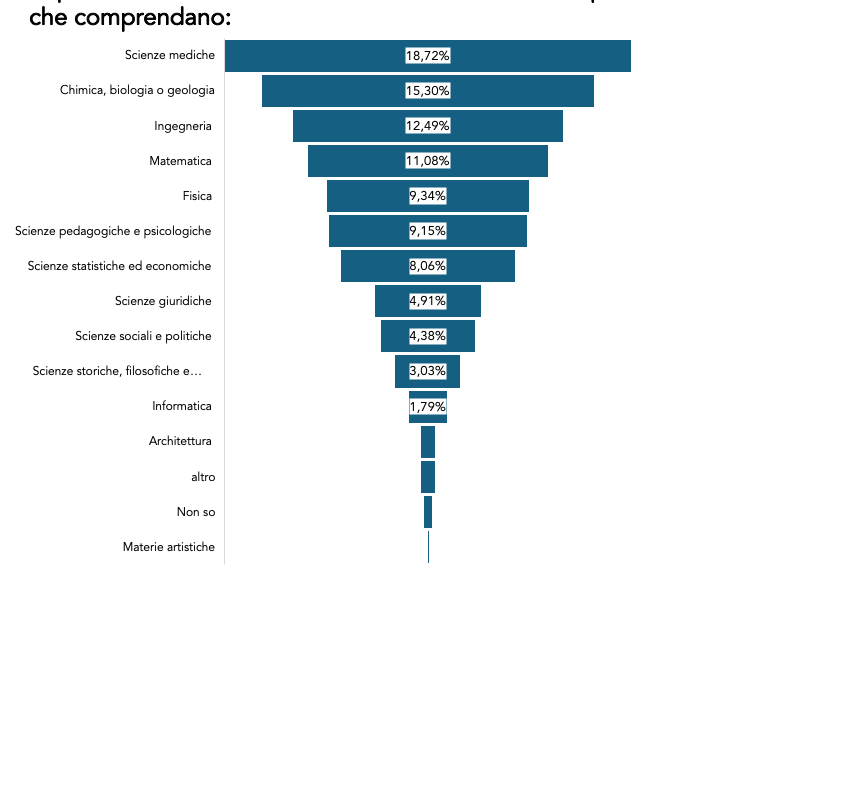 che comprendano:
Scienze mediche 18,72%
Chimica, biologia o geologia 15,30%
Ingegneria 12,49%
Matematica 11,08%
Fisica 9,34%
Scienze pedagogiche e psicologiche 9,15%
Scienze statistiche ed economiche 8,06%
Scienze giuridiche 4,91%
Scienze sociali e politiche 4,38%
Scienze storiche, filosofiche e... 3,03%
Informatica 1,79%
Architettura
altro
Non so
Materie artistiche